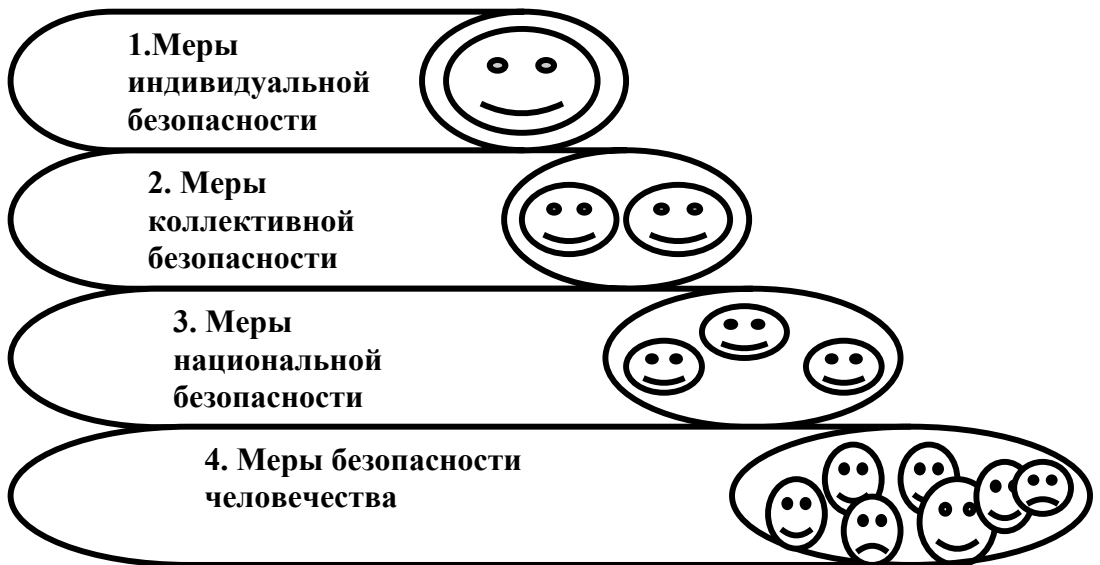 1.Меры
индивидуальной
безопасности
2. Меры
коллективной
безопасности
3. Меры
национальной
безопасности
4. Меры безопасности
человечества